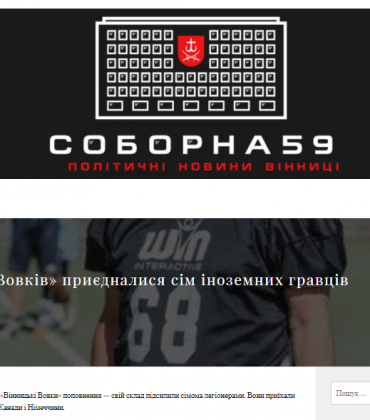 СОБОРНА59
ПОЛІТИЧНІ НОВИНИ ВІННИЦІ
WIN
INTERACTIVE
Вовків» приєдналися сім іноземних гравців
68
«Вінницькі Вовки» поповнення — свій склад підсилили сімома легіонерами. Вони приїхали
Канади і Німеччини.
Пошук …